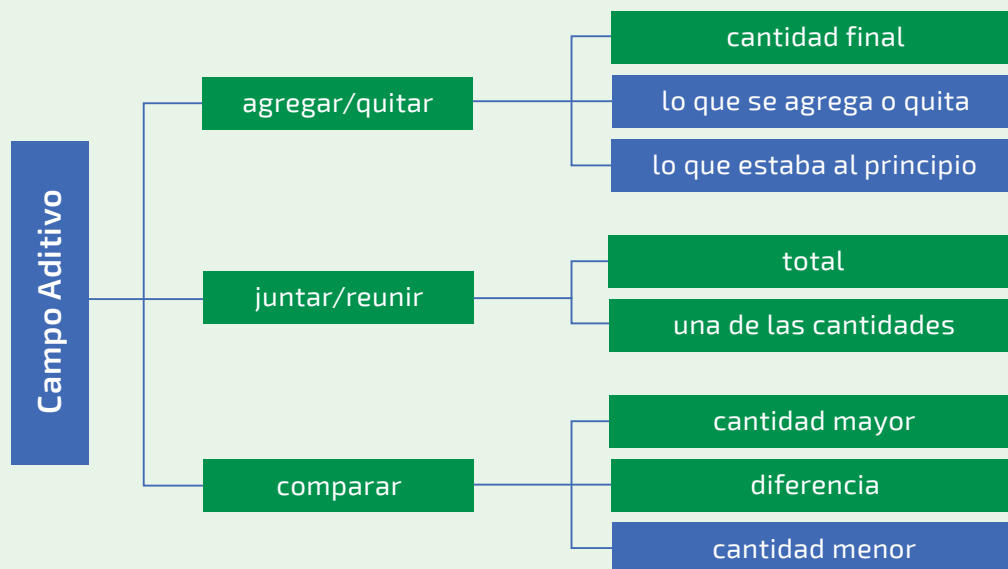 Campo Aditivo
agregar/quitar
cantidad final
lo que se agrega o quita
lo que estaba al principio
juntar/reunir
total
una de las cantidades
comparar
cantidad mayor
diferencia
cantidad menor